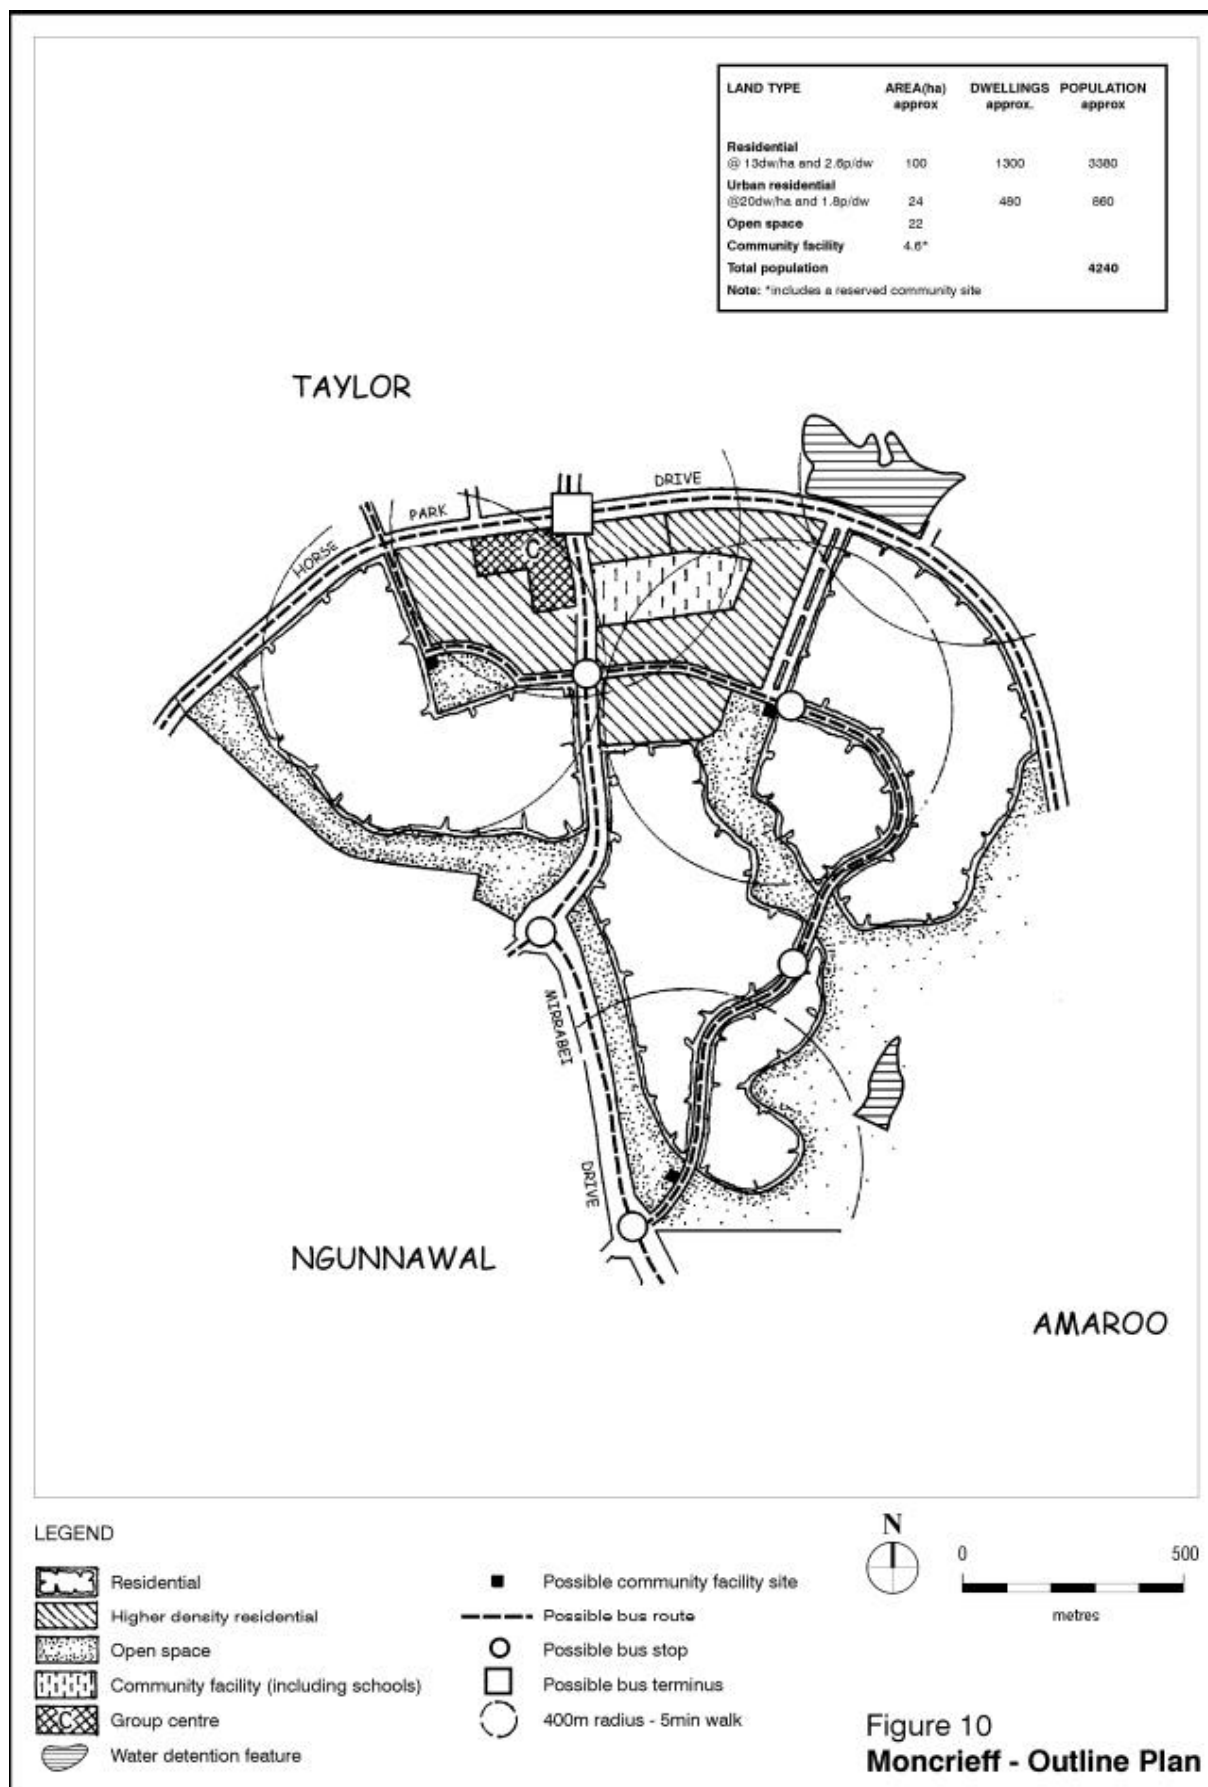 LAND TYPE AREA(ha) DWELLINGS POPULATION
approx approx. approx
Residential
@ 13dw/ha and 2.6p/dw 100 1300 3380
Urban residential
@20dw/ha and 1.8p/dw 24 480 860
Open space 22
Community facility 4.6*
Total population 4240
Note: *includes a reserved community site
TAYLOR
HORSE PARK DRIVE
C
MIRRABEI DRIVE
NGUNNAWAL
AMAROO
LEGEND
Residential
Higher density residential
Open space
Community facility (including schools)
C Group centre
Water detention feature
Possible community facility site
Possible bus route
Possible bus stop
Possible bus terminus
400m radius - 5min walk
N
0 500
metres
Figure 10
Moncrieff - Outline Plan